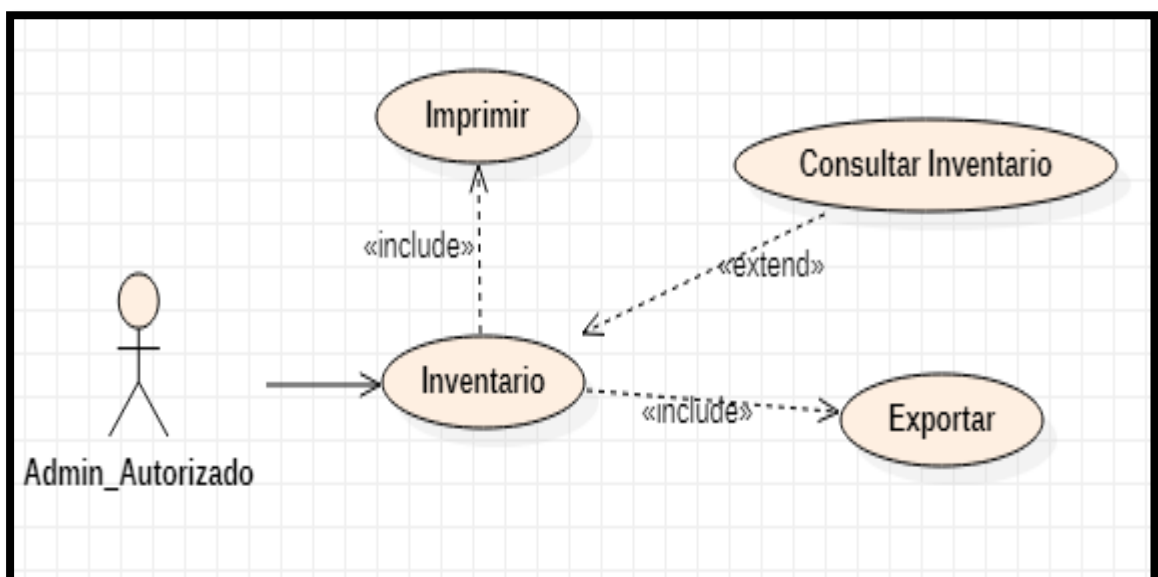 Imprimir
Consultar Inventario
«include»
«extend»
Inventario
«include»
Exportar
Admin_Autorizado